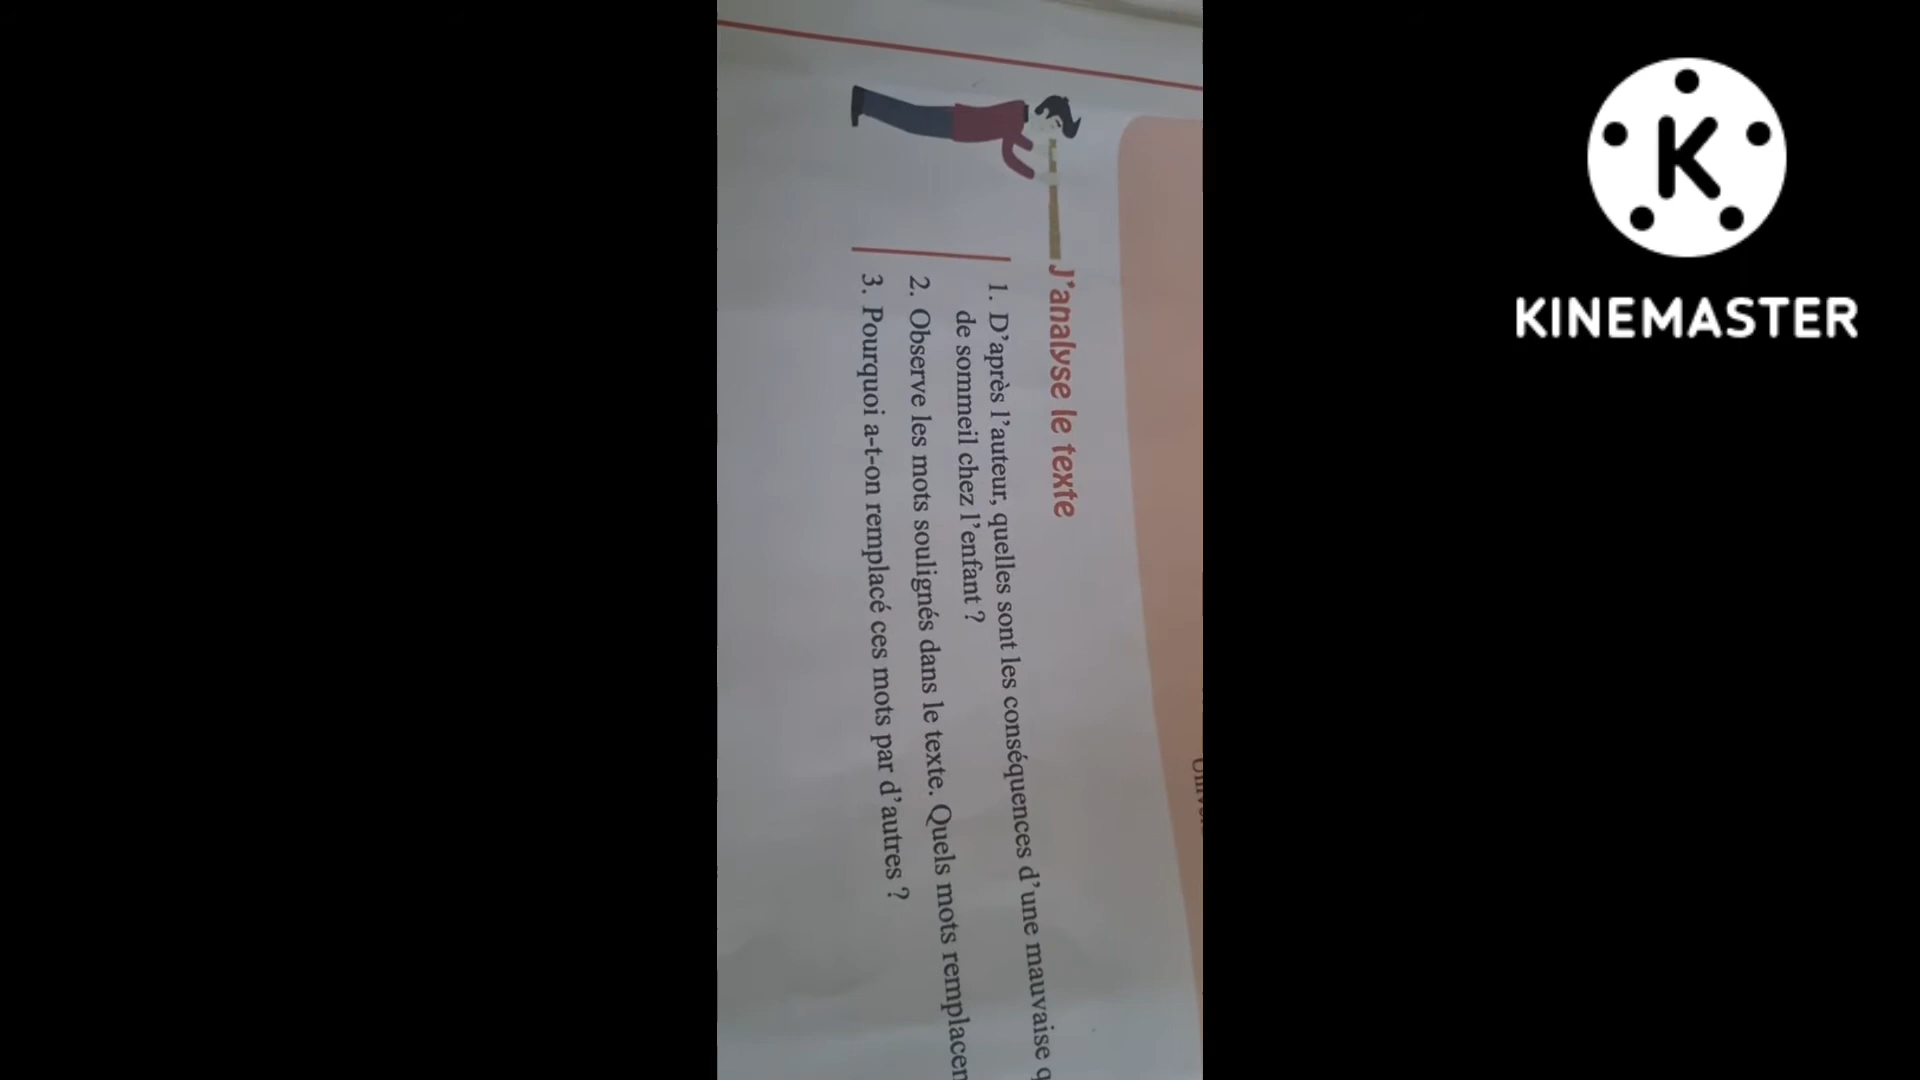 J'analyse le texte
1. D'après l'auteur, quelles sont les conséquences d'une mauvaise
de sommeil chez l'enfant ?
2. Observe les mots soulignés dans le texte. Quels mots
3. Pourquoi a-t-on remplacé ces mots par d'autres ?
K
KINEMASTER